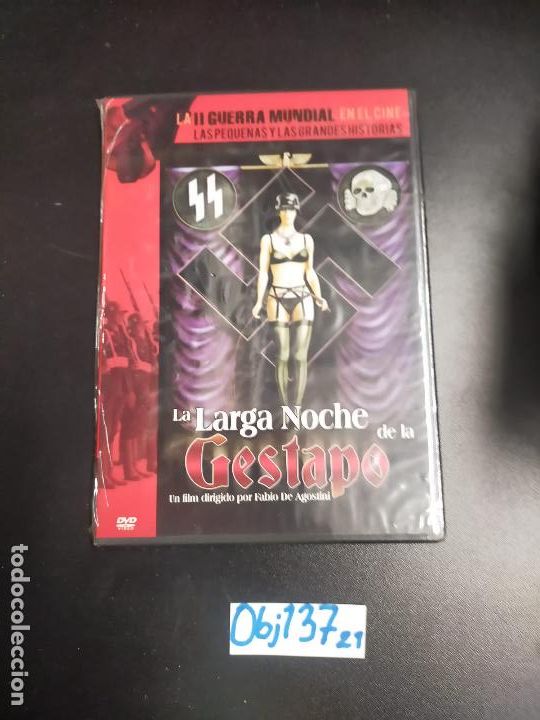 LA II GUERRA MUNDIAL EN EL CINE
LAS PEQUEÑAS Y LAS GRANDES HISTORIAS
La Larga Noche de la
Gestapo
Un film dirigido por Fabio De Agostini
DVD
VIDEO
Obj137 21
todocoleccion